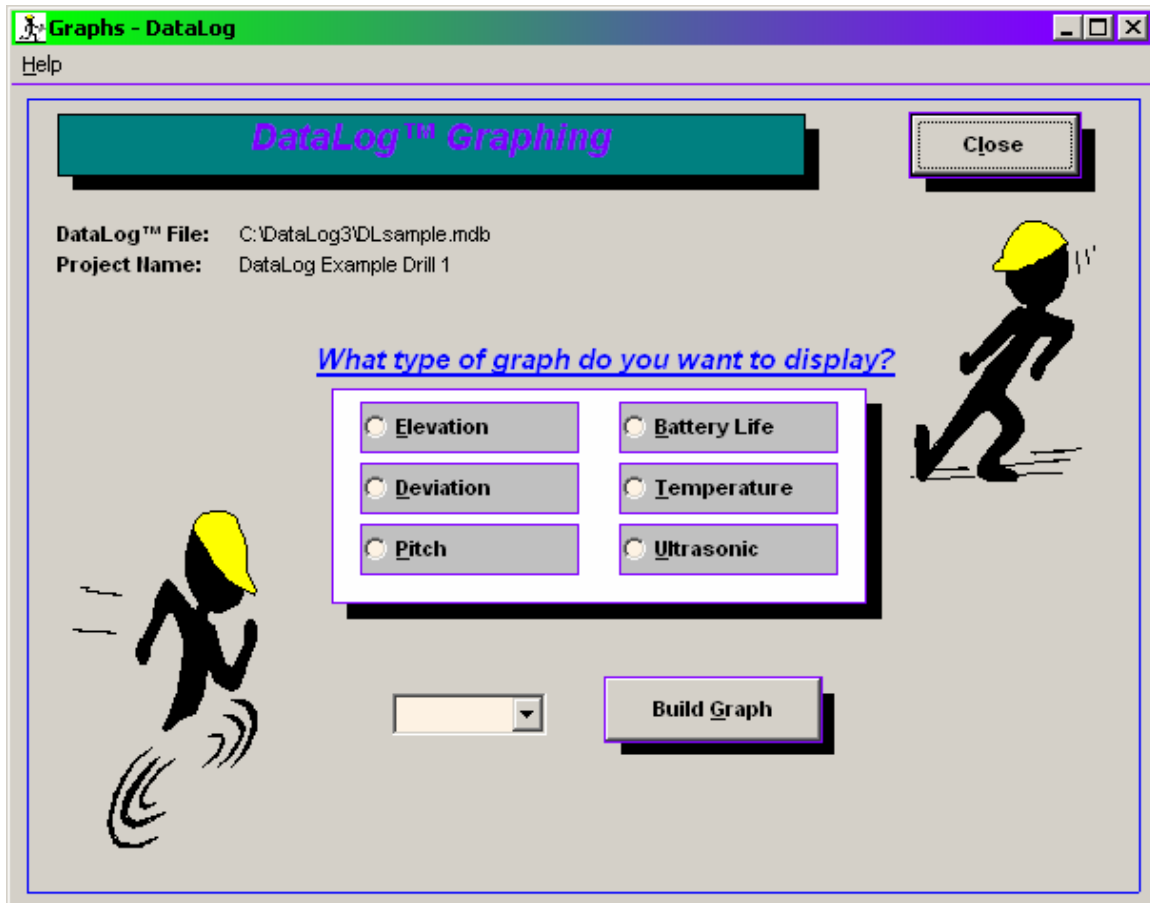 Graphs - DataLog
Help
DataLog™ Graphing
Close
DataLog™ File: C:\DataLog3\DLsample.mdb
Project Name: DataLog Example Drill 1
What type of graph do you want to display?
Elevation
Battery Life
Deviation
Temperature
Pitch
Ultrasonic
Build Graph